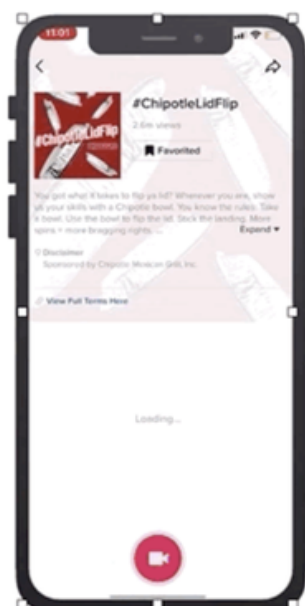 11:01
#ChipotleLidFlip
#ChipotleLidFlip
2.6m views
Favorited
You got what it takes to flip ya lid? Wherever you are, show
us your skills with a Chipotle bowl. You know the rules. Take
a bowl. Use the bowl to flip the lid. Stick the landing. More
spins = more bragging rights. ...
Expand
Disclaimer
Sponsored by Chipotle Mexican Grill, Inc.
View Full Terms Here
Loading...